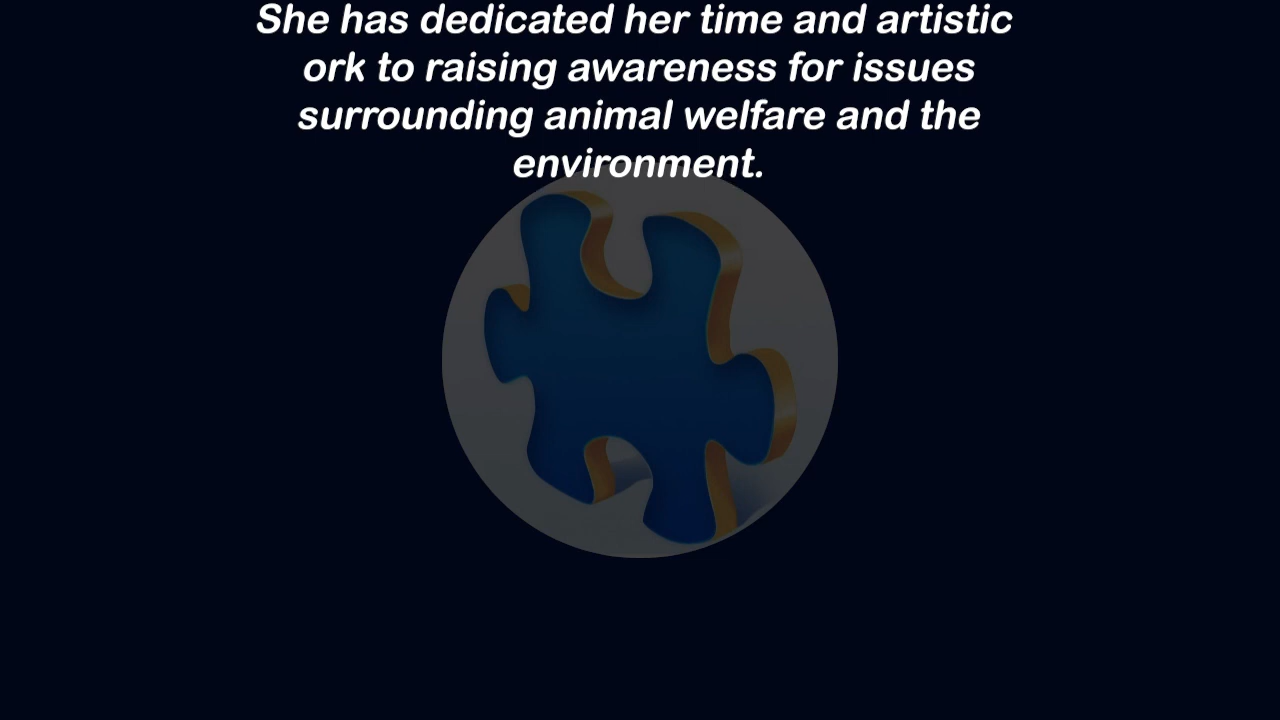 She has dedicated her time and artistic
ork to raising awareness for issues
surrounding animal welfare and the
environment.